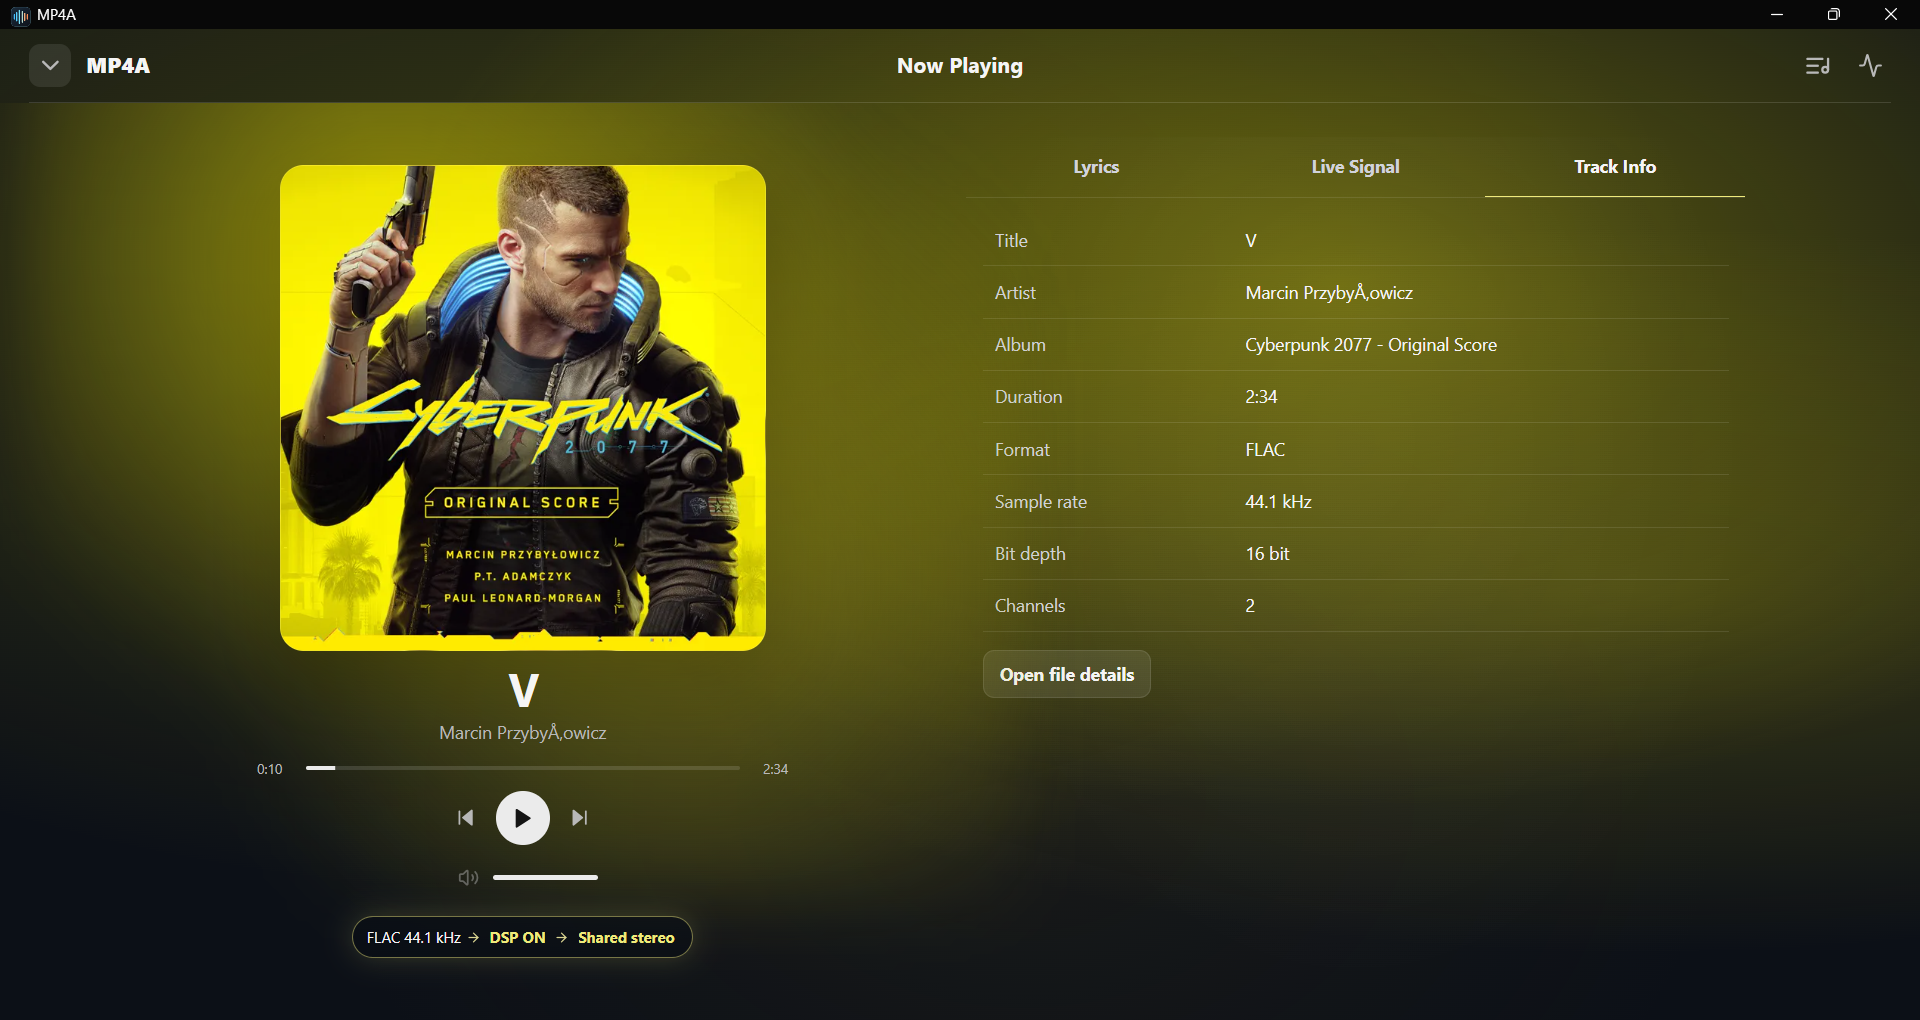 MP4A
MP4A
Now Playing
CYBERPUNK
2077
ORIGINAL SCORE
MARCIN PRZYBYŁOWICZ
P.T. ADAMCZYK
PAUL LEONARD-MORGAN
V
Marcin PrzybyÅ‚owicz
0:10
2:34
FLAC 44.1 kHz → DSP ON → Shared stereo
Lyrics
Live Signal
Track Info
Title V
Artist Marcin PrzybyÅ‚owicz
Album Cyberpunk 2077 - Original Score
Duration 2:34
Format FLAC
Sample rate 44.1 kHz
Bit depth 16 bit
Channels 2
Open file details